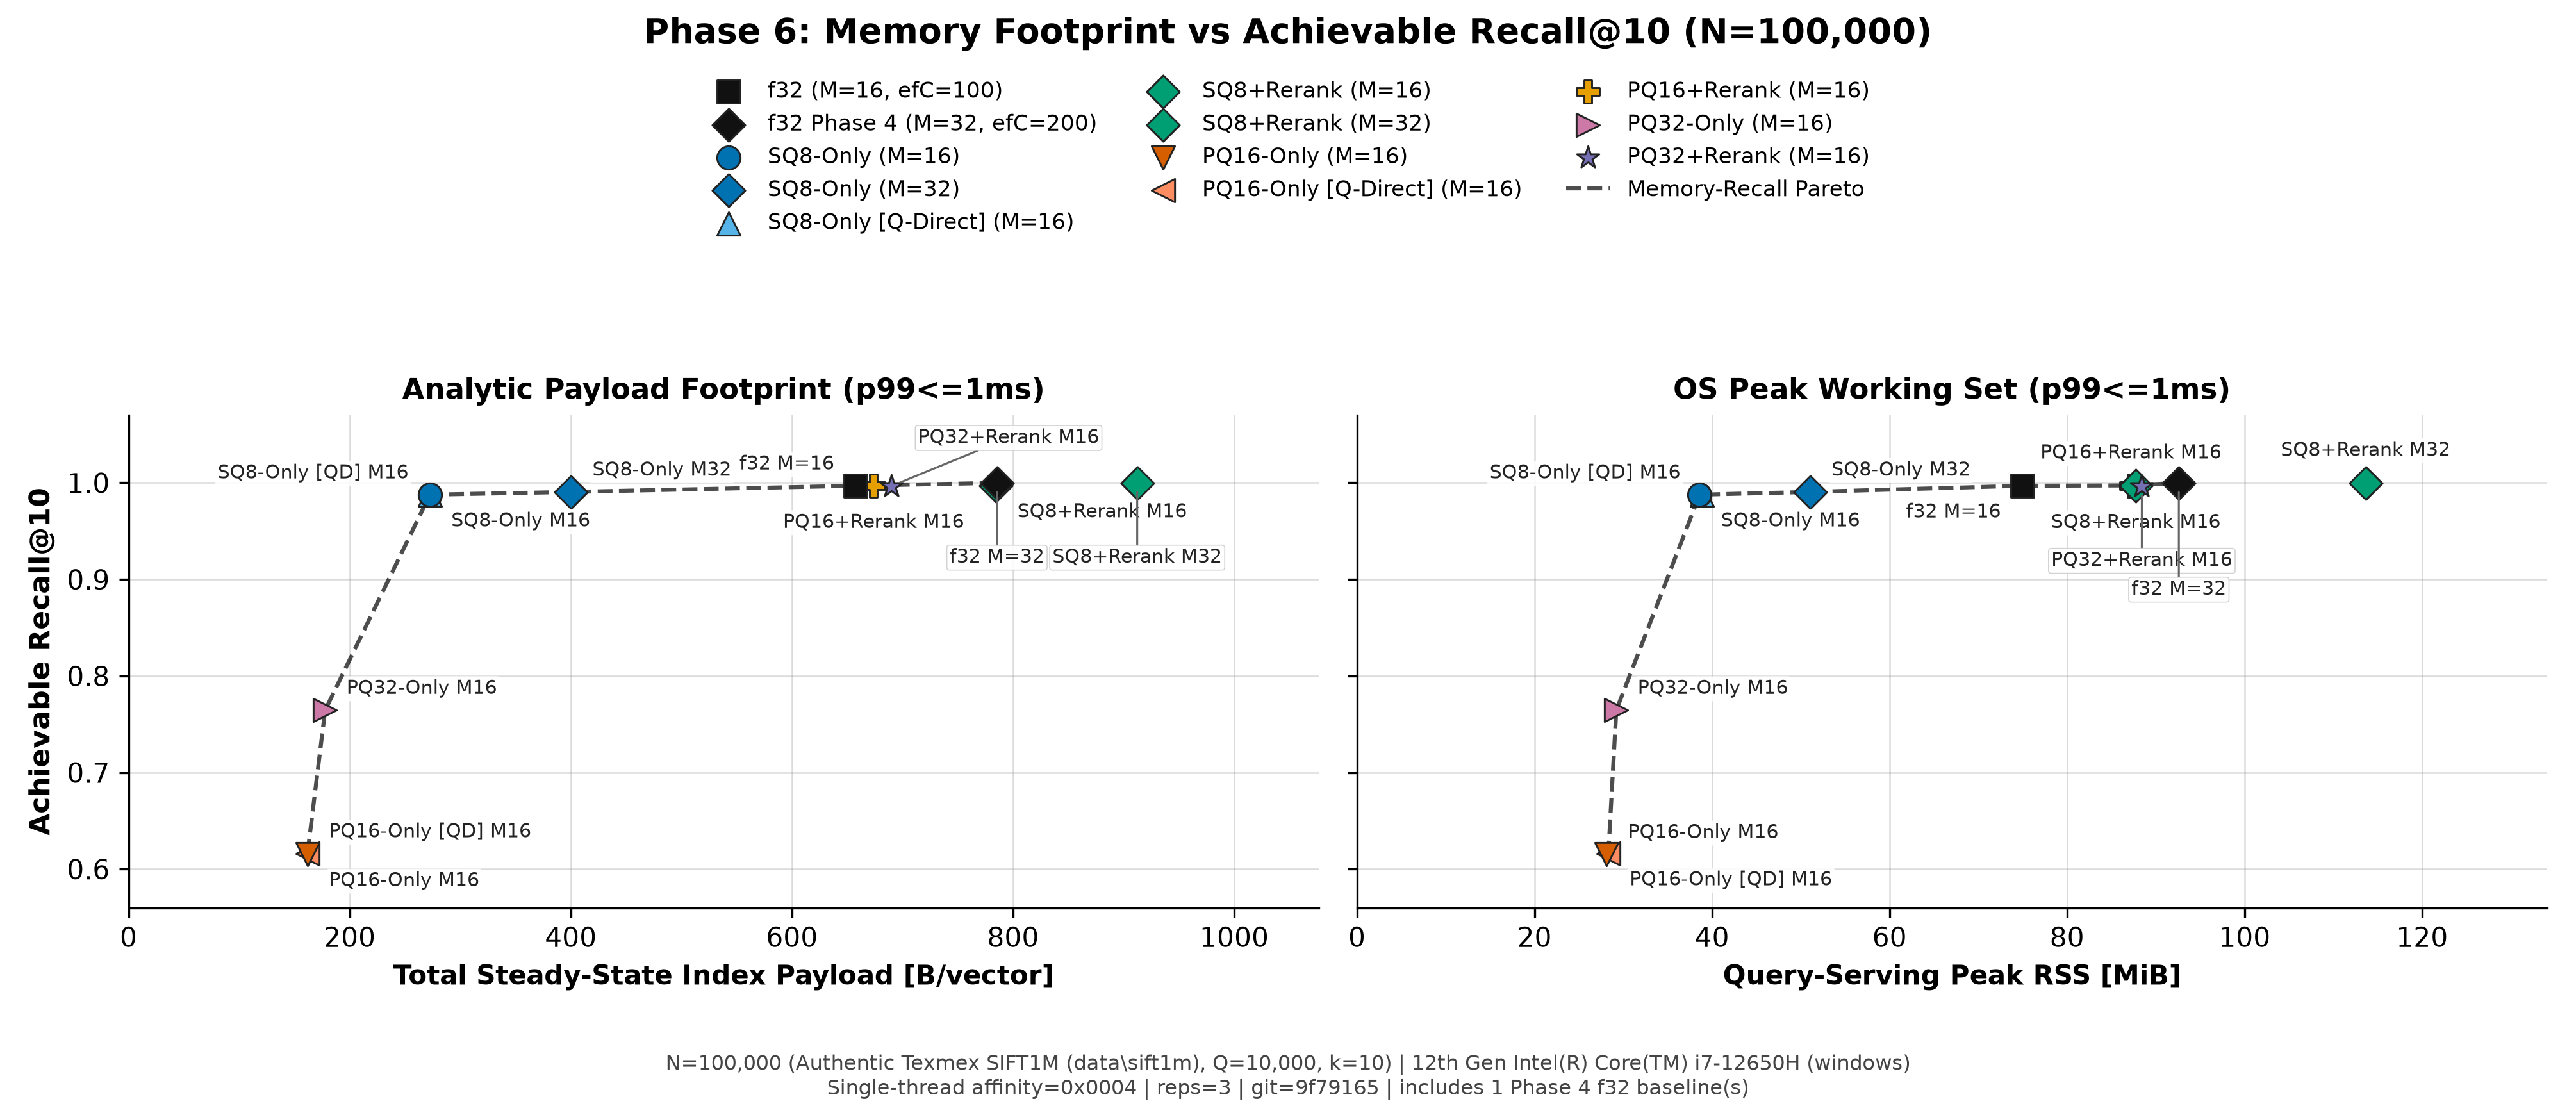 Phase 6: Memory Footprint vs Achievable Recall@10 (N=100,000)
f32 (M=16, efC=100)
f32 Phase 4 (M=32, efC=200)
SQ8-Only (M=16)
SQ8-Only (M=32)
SQ8-Only [Q-Direct] (M=16)
SQ8+Rerank (M=16)
SQ8+Rerank (M=32)
PQ16-Only (M=16)
PQ16-Only [Q-Direct] (M=16)
PQ16+Rerank (M=16)
PQ32-Only (M=16)
PQ32+Rerank (M=16)
Memory-Recall Pareto
Analytic Payload Footprint (p99<=1ms)
PQ32+Rerank M16
f32 M=16
SQ8-Only M32
SQ8-Only [QD] M16
SQ8-Only M16
PQ16+Rerank M16
SQ8+Rerank M16
f32 M=32
SQ8+Rerank M32
PQ32-Only M16
PQ16-Only [QD] M16
PQ16-Only M16
1.0
0.9
0.8
0.7
0.6
Achievable Recall@10
0
200
400
600
800
1000
Total Steady-State Index Payload [B/vector]
OS Peak Working Set (p99<=1ms)
PQ16+Rerank M16
SQ8+Rerank M32
SQ8-Only [QD] M16
SQ8-Only M32
SQ8-Only M16
f32 M=16
SQ8+Rerank M16
PQ32+Rerank M16
f32 M=32
PQ32-Only M16
PQ16-Only M16
PQ16-Only [QD] M16
0
20
40
60
80
100
120
Query-Serving Peak RSS [MiB]
N=100,000 (Authentic Texmex SIFT1M (data\sift1m), Q=10,000, k=10) | 12th Gen Intel(R) Core(TM) i7-12650H (windows)
Single-thread affinity=0x0004 | reps=3 | git=9f79165 | includes 1 Phase 4 f32 baseline(s)